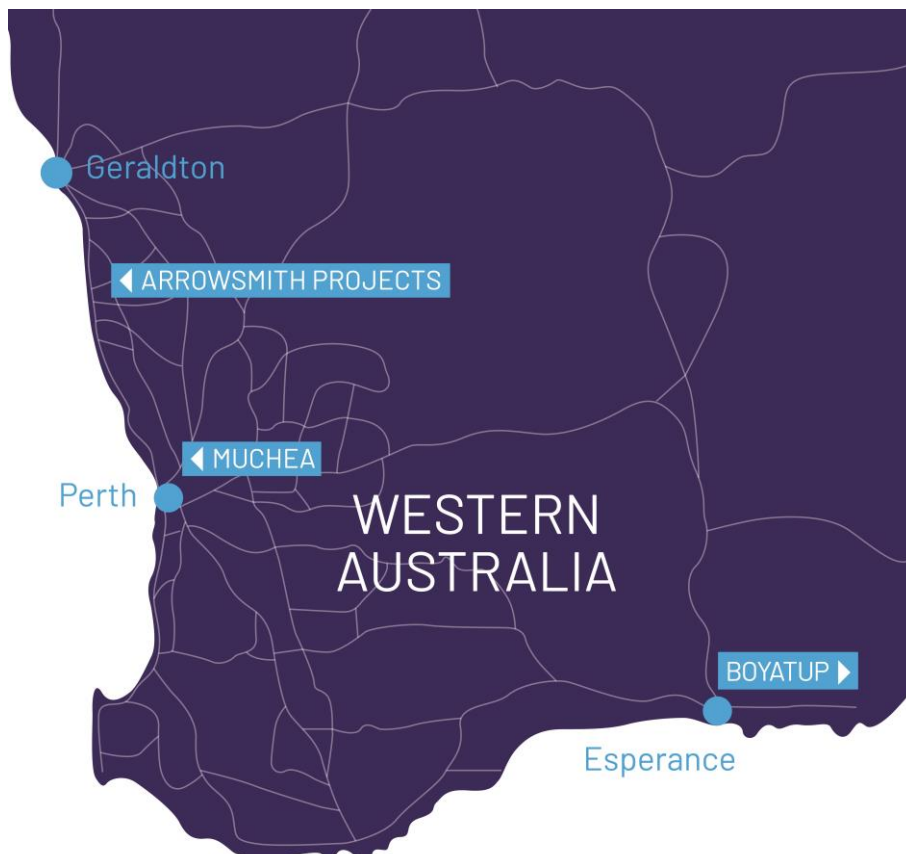 Geraldton
ARROWSMITH PROJECTS
MUCHEA
Perth
WESTERN
AUSTRALIA
BOYATUP
Esperance